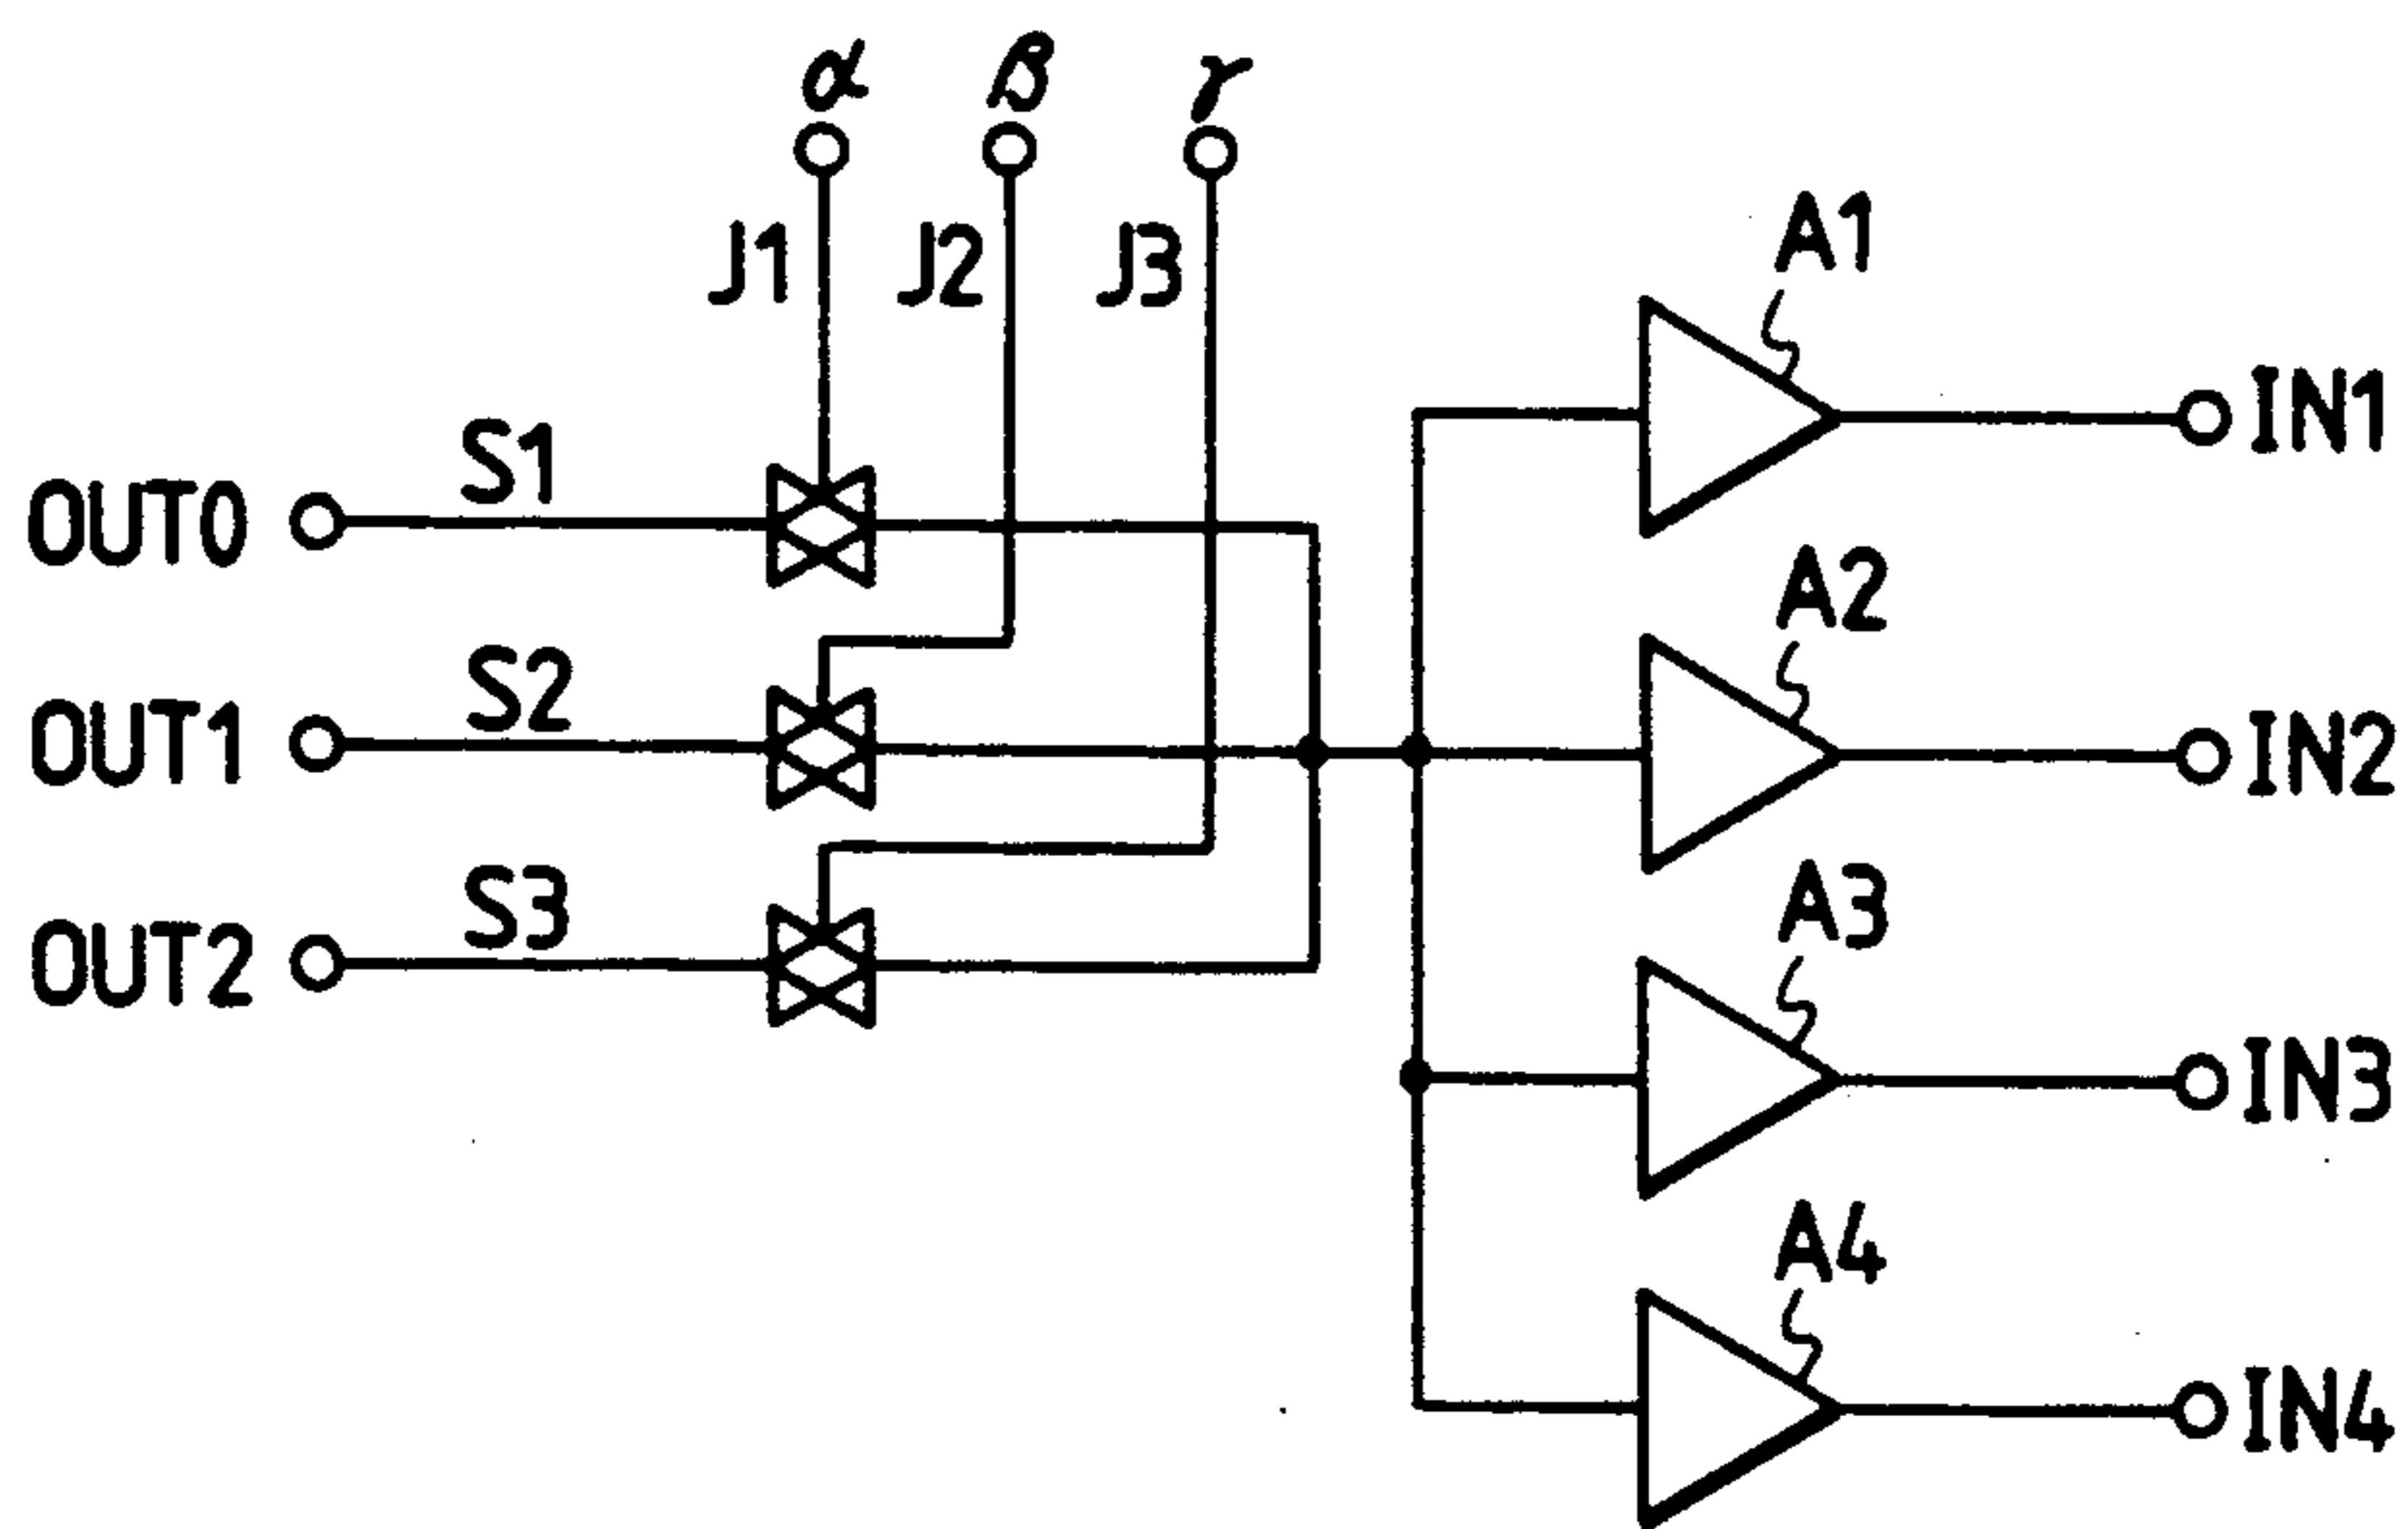 α β γ
J1 J2 J3
A1
IN1
S1
OUT0
A2
S2
OUT1
IN2
A3
S3
OUT2
IN3
A4
IN4